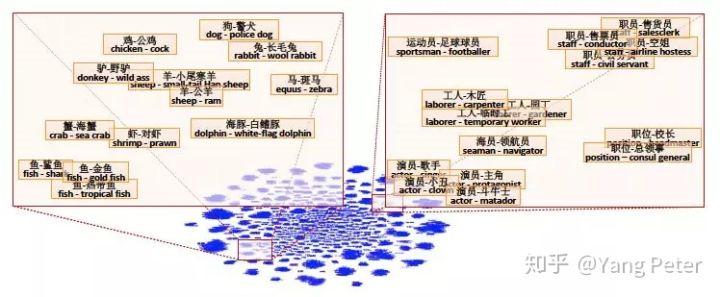 狗-警犬
dog - police dog
鸡-公鸡
chicken - cock
兔-长毛兔
rabbit - wool rabbit
驴-野驴
donkey - wild ass
羊-小尾寒羊
sheep - small-tail Han sheep
羊-公羊
sheep - ram
马-斑马
equus - zebra
蟹-海蟹
crab - sea crab
虾-对虾
shrimp - prawn
海豚-白鳍豚
dolphin - white-flag dolphin
鱼-鲨鱼
fish - shark
鱼-金鱼
fish - gold fish
鱼-热带鱼
fish - tropical fish
运动员-足球球员
sportsman - footballer
职员-售货员
staff - salesclerk
职员-售票员
staff - conductor
职员-空姐
staff - airline hostess
职员-公务员
staff - civil servant
工人-木匠
laborer - carpenter
工人-园丁
laborer - gardener
工人-临时工
laborer - temporary worker
海员-领航员
seaman - navigator
职位-校长
position - headmaster
职位-总领事
position – consul general
演员-歌手
actor - singer
演员-小丑
actor - clown
演员-主角
actor - protagonist
演员-斗牛士
actor - matador
知乎 @Yang Peter